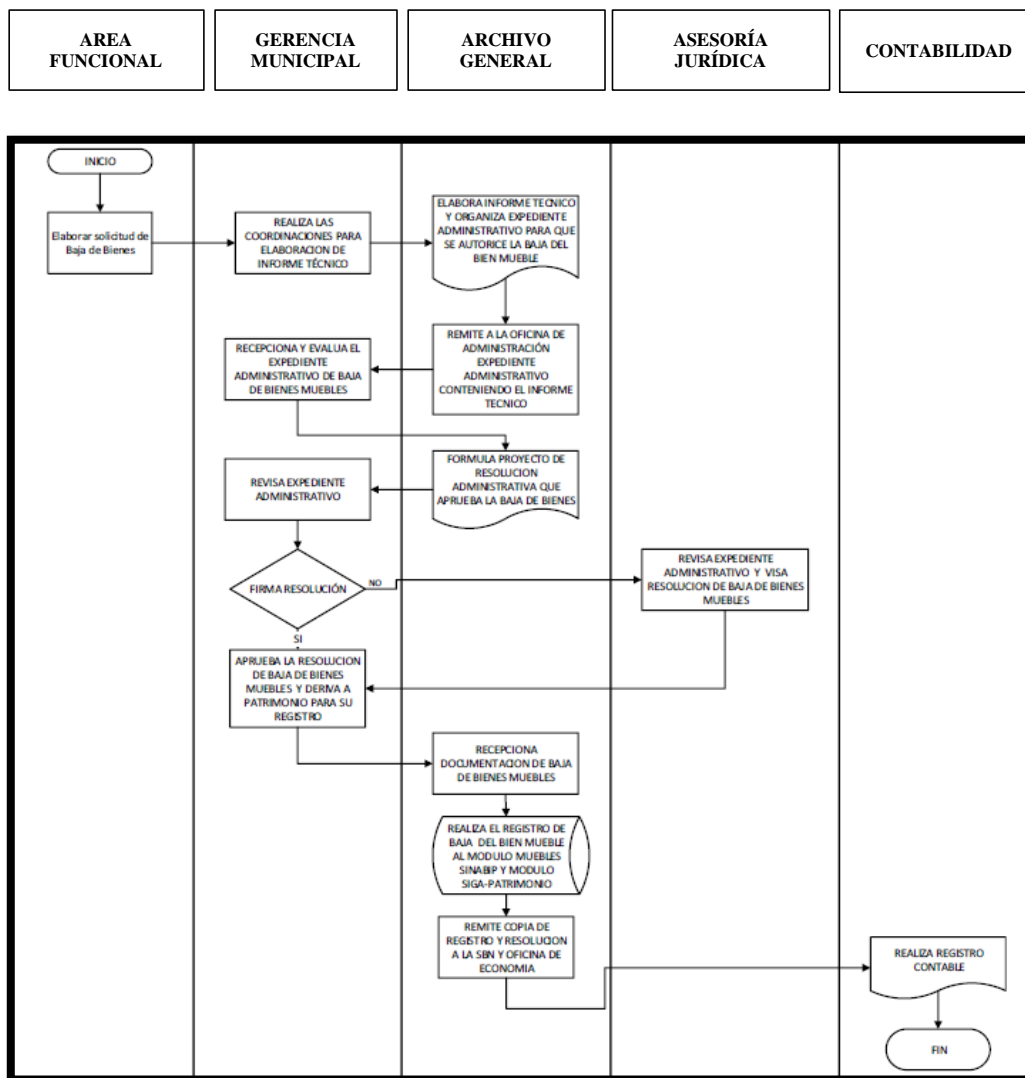 AREA
FUNCIONAL
GERENCIA
MUNICIPAL
ARCHIVO
GENERAL
ASESORÍA
JURÍDICA
CONTABILIDAD
INICIO
Elaborar solicitud de
Baja de Bienes
REALIZA LAS
COORDINACIONES PARA
ELABORACION DE
INFORME TÉCNICO
ELABORA INFORME TECNICO
Y ORGANIZA EXPEDIENTE
ADMINISTRATIVO PARA QUE
SE AUTORICE LA BAJA DEL
BIEN MUEBLE
REMITE A LA OFICINA DE
ADMINISTRACIÓN
EXPEDIENTE
ADMINISTRATIVO
CONTENIENDO EL INFORME
TECNICO
RECEPCIONA Y EVALUA EL
EXPEDIENTE
ADMINISTRATIVO DE BAJA
DE BIENES MUEBLES
FORMULA PROYECTO DE
RESOLUCION
ADMINISTRATIVA QUE
APRUEBA LA BAJA DE BIENES
REVISA EXPEDIENTE
ADMINISTRATIVO
FIRMA RESOLUCIÓN
NO
REVISA EXPEDIENTE
ADMINISTRATIVO Y VISA
RESOLUCION DE BAJA DE BIENES
MUEBLES
SI
APRUEBA LA RESOLUCION
DE BAJA DE BIENES
MUEBLES Y DERIVA A
PATRIMONIO PARA SU
REGISTRO
RECEPCIONA
DOCUMENTACION DE BAJA
DE BIENES MUEBLES
REALIZA EL REGISTRO DE
BAJA DEL BIEN MUEBLE
AL MODULO MUEBLES
SINABIP Y MODULO
SIGA-PATRIMONIO
REMITE COPIA DE
REGISTRO Y RESOLUCION
A LA SBN Y OFICINA DE
ECONOMIA
REALIZA REGISTRO
CONTABLE
FIN